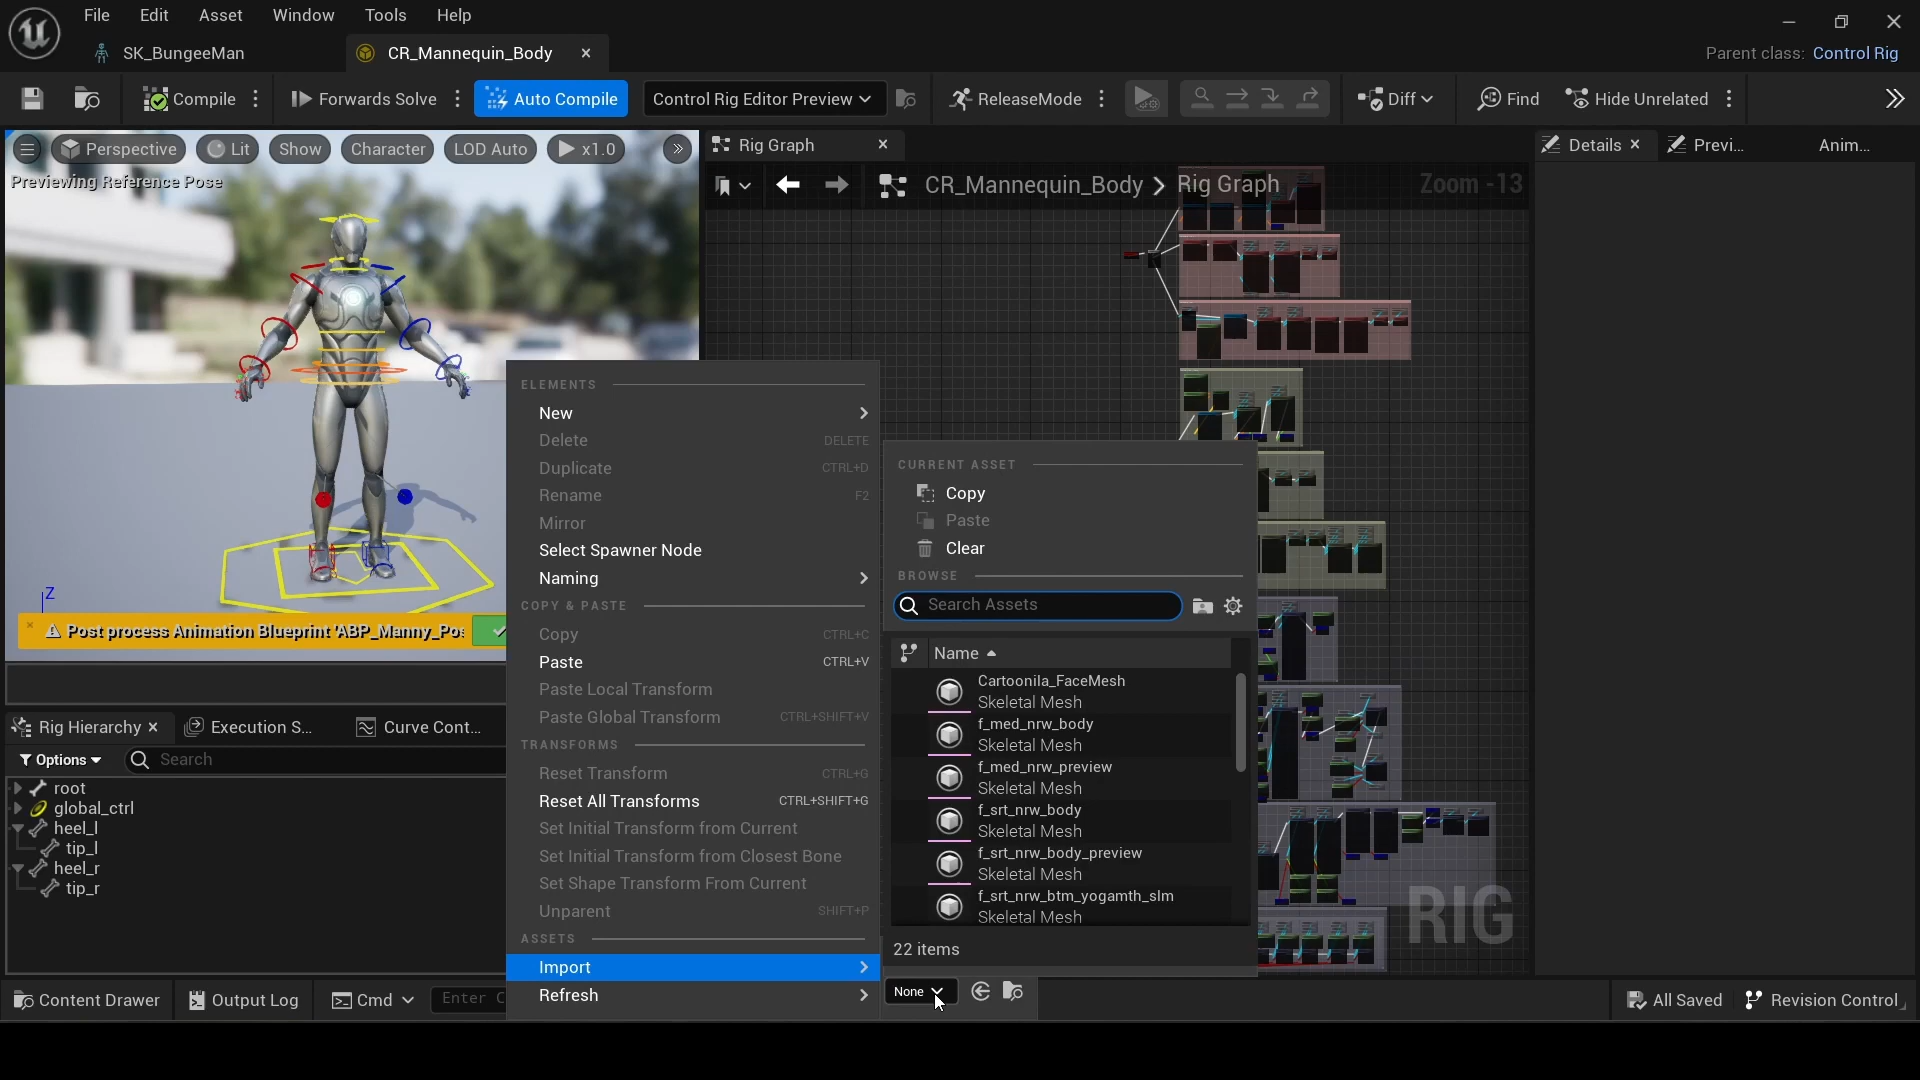 File Edit Asset Window Tools Help
SK_BungeeMan
CR_Mannequin_Body
Parent class: Control Rig
Compile
Forwards Solve
Auto Compile
Control Rig Editor Preview
ReleaseMode
Diff
Find
Hide Unrelated
Perspective
Lit
Show
Character
LOD Auto
x1.0
Previewing Reference Pose
Z
Post process Animation Blueprint 'ABP_Manny_Pos
Rig Graph
CR_Mannequin_Body > Rig Graph
Zoom -13
Details
Previ...
Anim...
RIG
ELEMENTS
New
Delete DELETE
Duplicate CTRL+D
Rename F2
Mirror
Select Spawner Node
Naming
COPY & PASTE
Copy CTRL+C
Paste CTRL+V
Paste Local Transform
Paste Global Transform CTRL+SHIFT+V
TRANSFORMS
Reset Transform CTRL+G
Reset All Transforms CTRL+SHIFT+G
Set Initial Transform from Current
Set Initial Transform from Closest Bone
Set Shape Transform From Current
Unparent SHIFT+P
ASSETS
Import
Refresh
CURRENT ASSET
Copy
Paste
Clear
BROWSE
Search Assets
Name
Cartoonila_FaceMesh
Skeletal Mesh
f_med_nrw_body
Skeletal Mesh
f_med_nrw_preview
Skeletal Mesh
f_srt_nrw_body
Skeletal Mesh
f_srt_nrw_body_preview
Skeletal Mesh
f_srt_nrw_btm_yogamth_slm
Skeletal Mesh
22 items
None
Rig Hierarchy
Execution S...
Curve Cont...
Options
Search
root
global_ctrl
heel_l
tip_l
heel_r
tip_r
Content Drawer
Output Log
Cmd
Enter C
All Saved
Revision Control